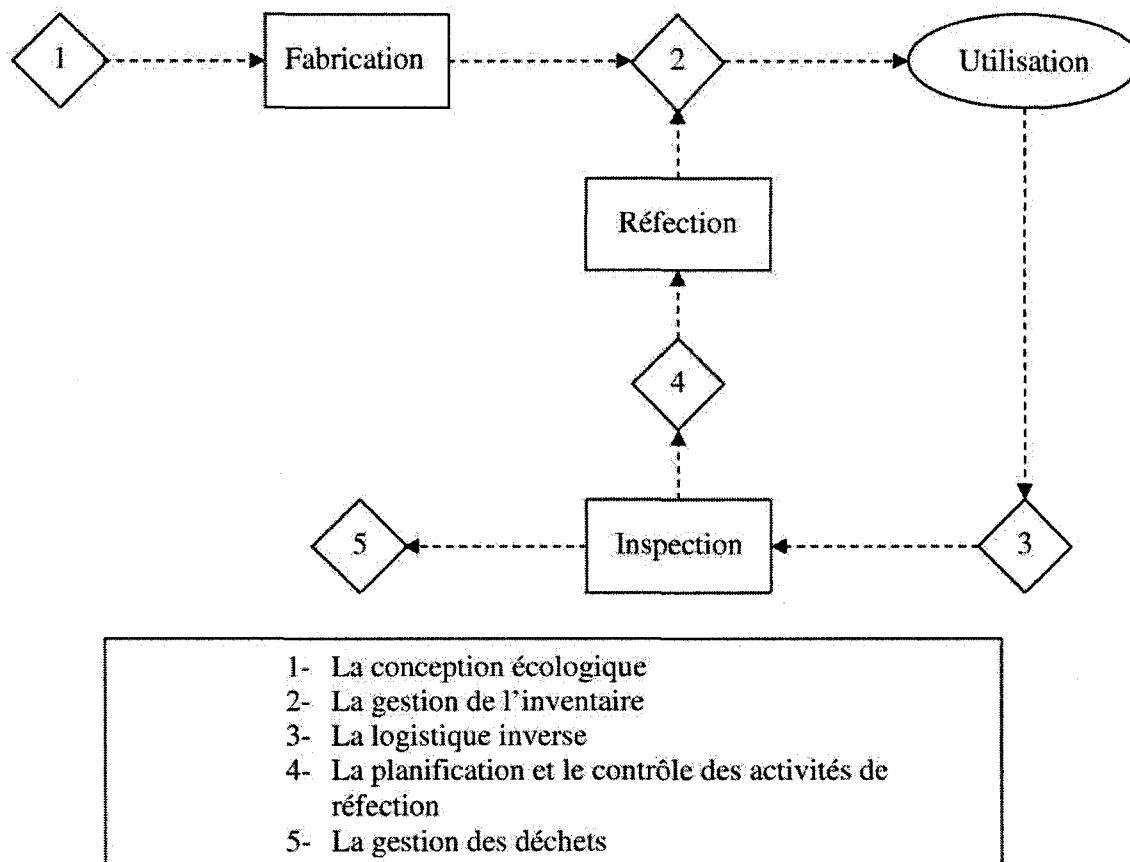 1
Fabrication
2
Utilisation
Réfection
4
5
Inspection
3
1- La conception écologique
2- La gestion de l'inventaire
3- La logistique inverse
4- La planification et le contrôle des activités de
réfection
5- La gestion des déchets